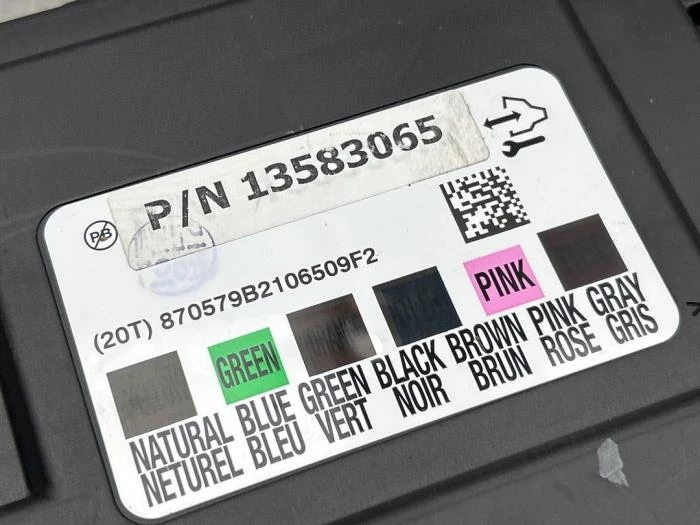 P/N 13583065
PB
(20T) 870579B2106509F2
GREEN PINK
NATURAL BLUE GREEN BLACK BROWN PINK GRAY
NETUREL BLEU VERT NOIR BRUN ROSE GRIS